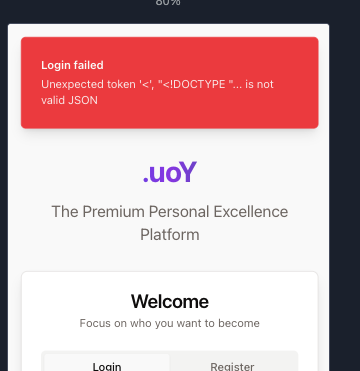 80%
Login failed
Unexpected token '<', "<!DOCTYPE "... is not
valid JSON
.uoY
The Premium Personal Excellence
Platform
Welcome
Focus on who you want to become
Login
Register